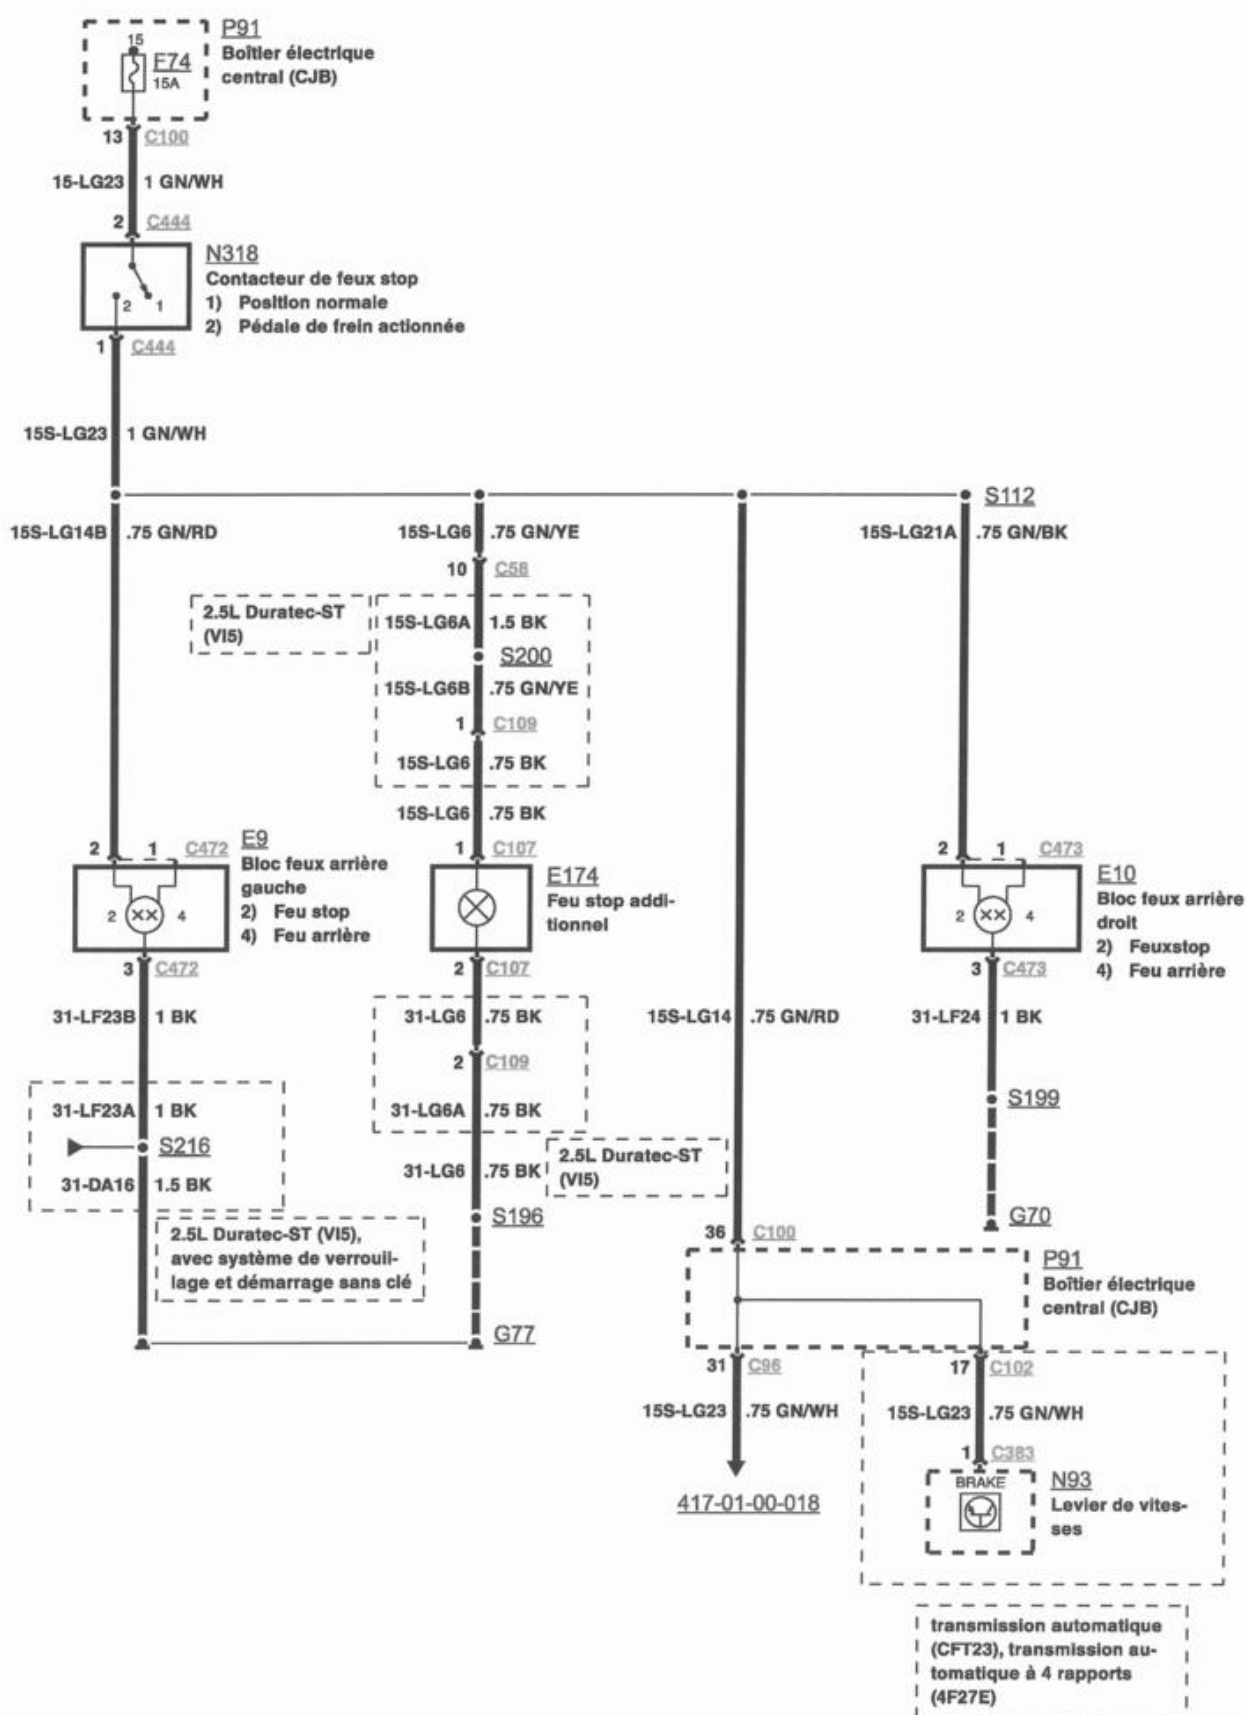 P91
15
F74
15A
Boîtier électrique
central (CJB)
13 C100
15-LG23 1 GN/WH
2 C444
N318
Contacteur de feux stop
1) Position normale
2) Pédale de frein actionnée
2 1
1 C444
15S-LG23 1 GN/WH
S112
15S-LG14B .75 GN/RD
15S-LG6 .75 GN/YE
15S-LG21A .75 GN/BK
10 C58
2.5L Duratec-ST
(VI5)
15S-LG6A 1.5 BK
S200
15S-LG6B .75 GN/YE
1 C109
15S-LG6 .75 BK
15S-LG6 .75 BK
2 1 C472
E9
Bloc feux arrière
gauche
2) Feu stop
4) Feu arrière
2 4
3 C472
1 C107
E174
Feu stop addi-
tionnel
2 C107
2 1 C473
E10
Bloc feux arrière
droit
2) Feuxstop
4) Feu arrière
2 4
3 C473
31-LF23B 1 BK
31-LG6 .75 BK
15S-LG14 .75 GN/RD
31-LF24 1 BK
2 C109
31-LF23A 1 BK
31-LG6A .75 BK
S199
S216
31-DA16 1.5 BK
31-LG6 .75 BK
2.5L Duratec-ST
(VI5)
S196
G70
2.5L Duratec-ST (VI5),
avec système de verrouil-
lage et démarrage sans clé
36 C100
P91
Boîtier électrique
central (CJB)
G77
31 C96
17 C102
15S-LG23 .75 GN/WH
15S-LG23 .75 GN/WH
1 C383
BRAKE
N93
Levier de vites-
ses
417-01-00-018
transmission automatique
(CFT23), transmission au-
tomatique à 4 rapports
(4F27E)